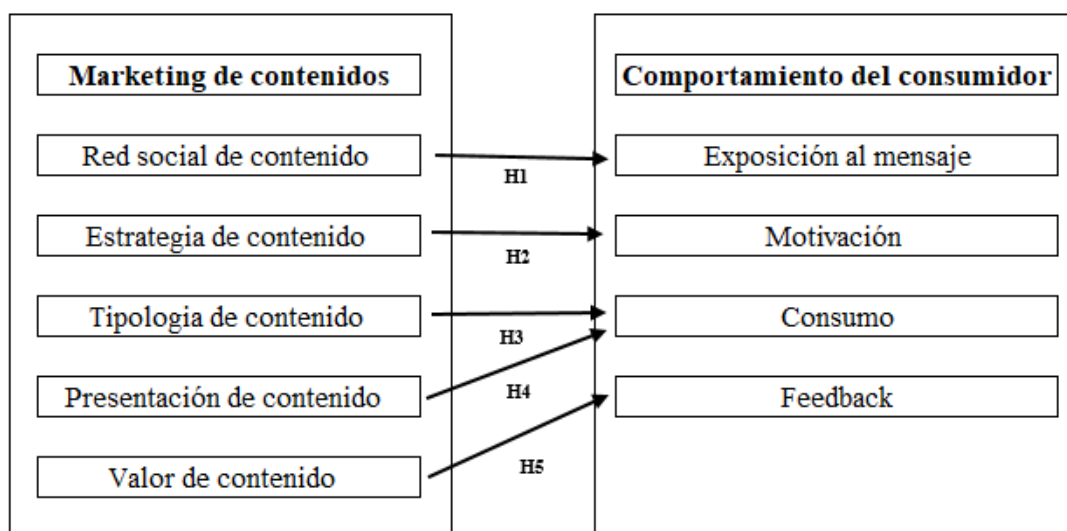 Marketing de contenidos
Comportamiento del consumidor
Red social de contenido
H1
Exposición al mensaje
Estrategia de contenido
H2
Motivación
Tipologia de contenido
H3
Consumo
Presentación de contenido
H4
Feedback
Valor de contenido
H5